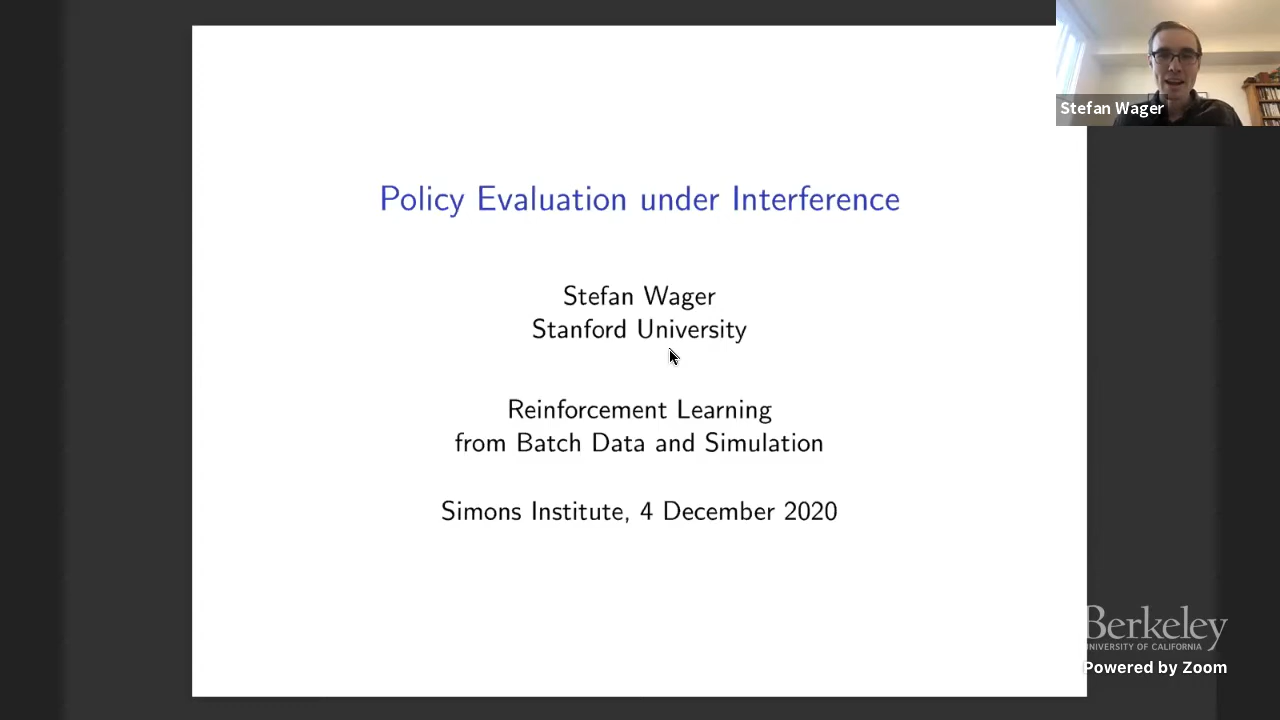 Policy Evaluation under Interference
Stefan Wager
Stanford University
Reinforcement Learning
from Batch Data and Simulation
Simons Institute, 4 December 2020
Stefan Wager
Berkeley
UNIVERSITY OF CALIFORNIA
Powered by Zoom